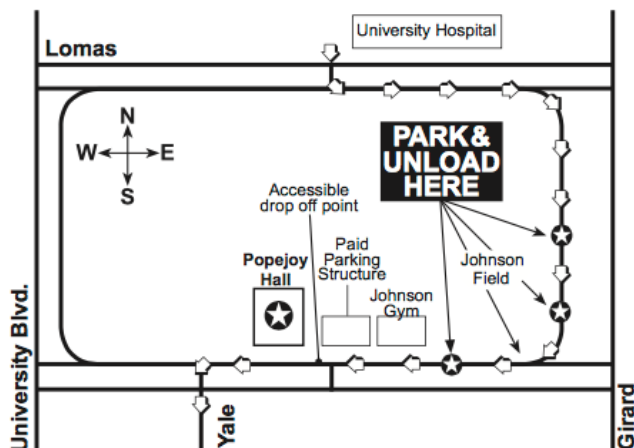 University Hospital
Lomas
N
W E
S
PARK &
UNLOAD
HERE
Accessible
drop off point
Popejoy
Hall
Paid
Parking
Structure
Johnson
Gym
Johnson
Field
University Blvd.
Yale
Girard